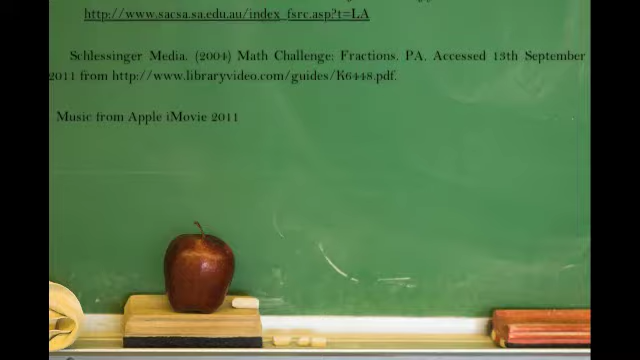 http://www.sacsa.sa.edu.au/index_fsrc.asp?t=LA
Schlessinger Media. (2004) Math Challenge: Fractions, PA. Accessed 13th September
2011 from http://www.libraryvideo.com/guides/K6448.pdf.
Music from Apple iMovie 2011